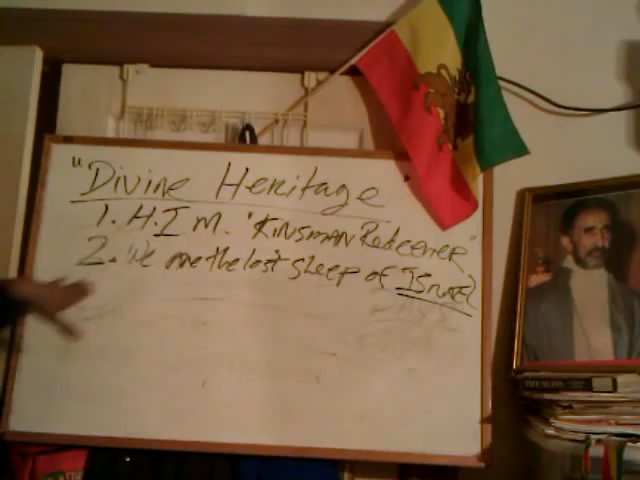 "Divine Heritage
1. H.I.M. "Kinsman Redeemer"
2. We are the lost sheep of Israel